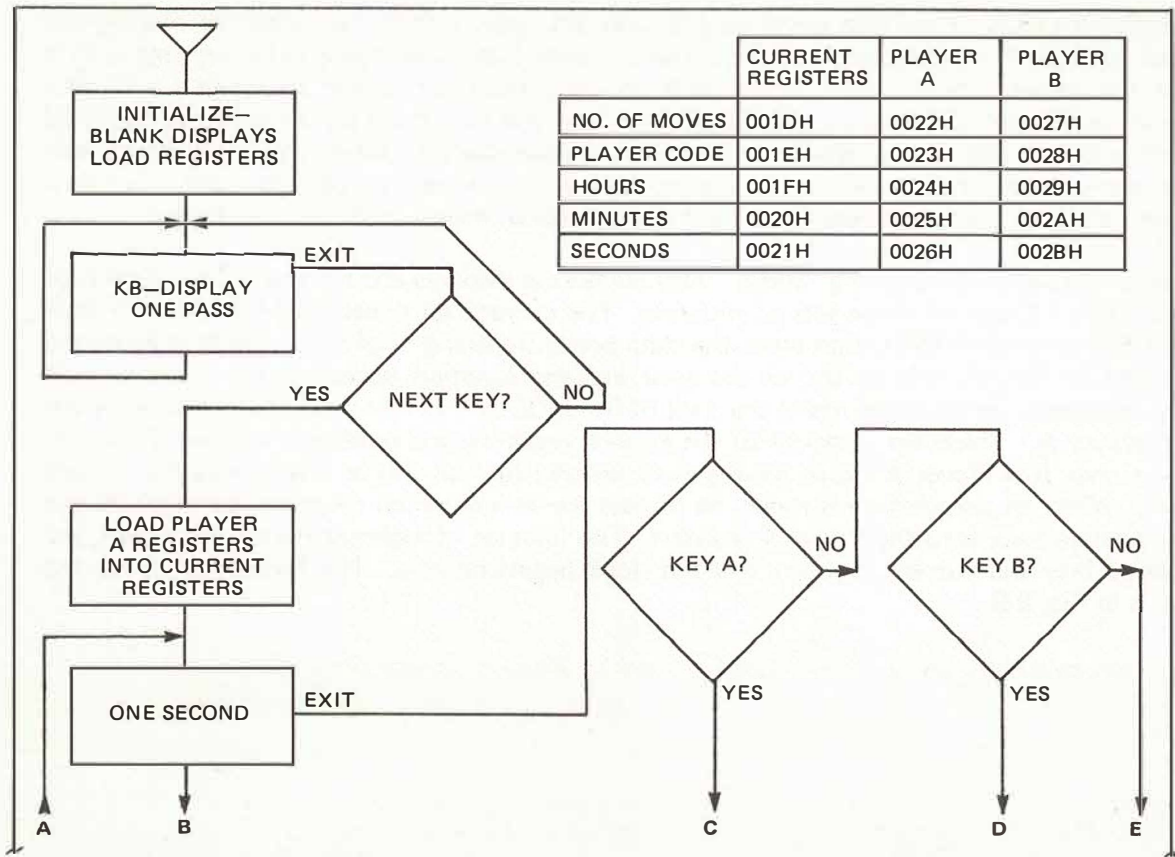 INITIALIZE–
BLANK DISPLAYS
LOAD REGISTERS
CURRENT REGISTERS PLAYER A PLAYER B
NO. OF MOVES 001DH 0022H 0027H
PLAYER CODE 001EH 0023H 0028H
HOURS 001FH 0024H 0029H
MINUTES 0020H 0025H 002AH
SECONDS 0021H 0026H 002BH
EXIT
KB–DISPLAY
ONE PASS
YES NEXT KEY? NO
LOAD PLAYER
A REGISTERS
INTO CURRENT
REGISTERS
KEY A? NO
KEY B? NO
ONE SECOND EXIT
YES
YES
A B C D E